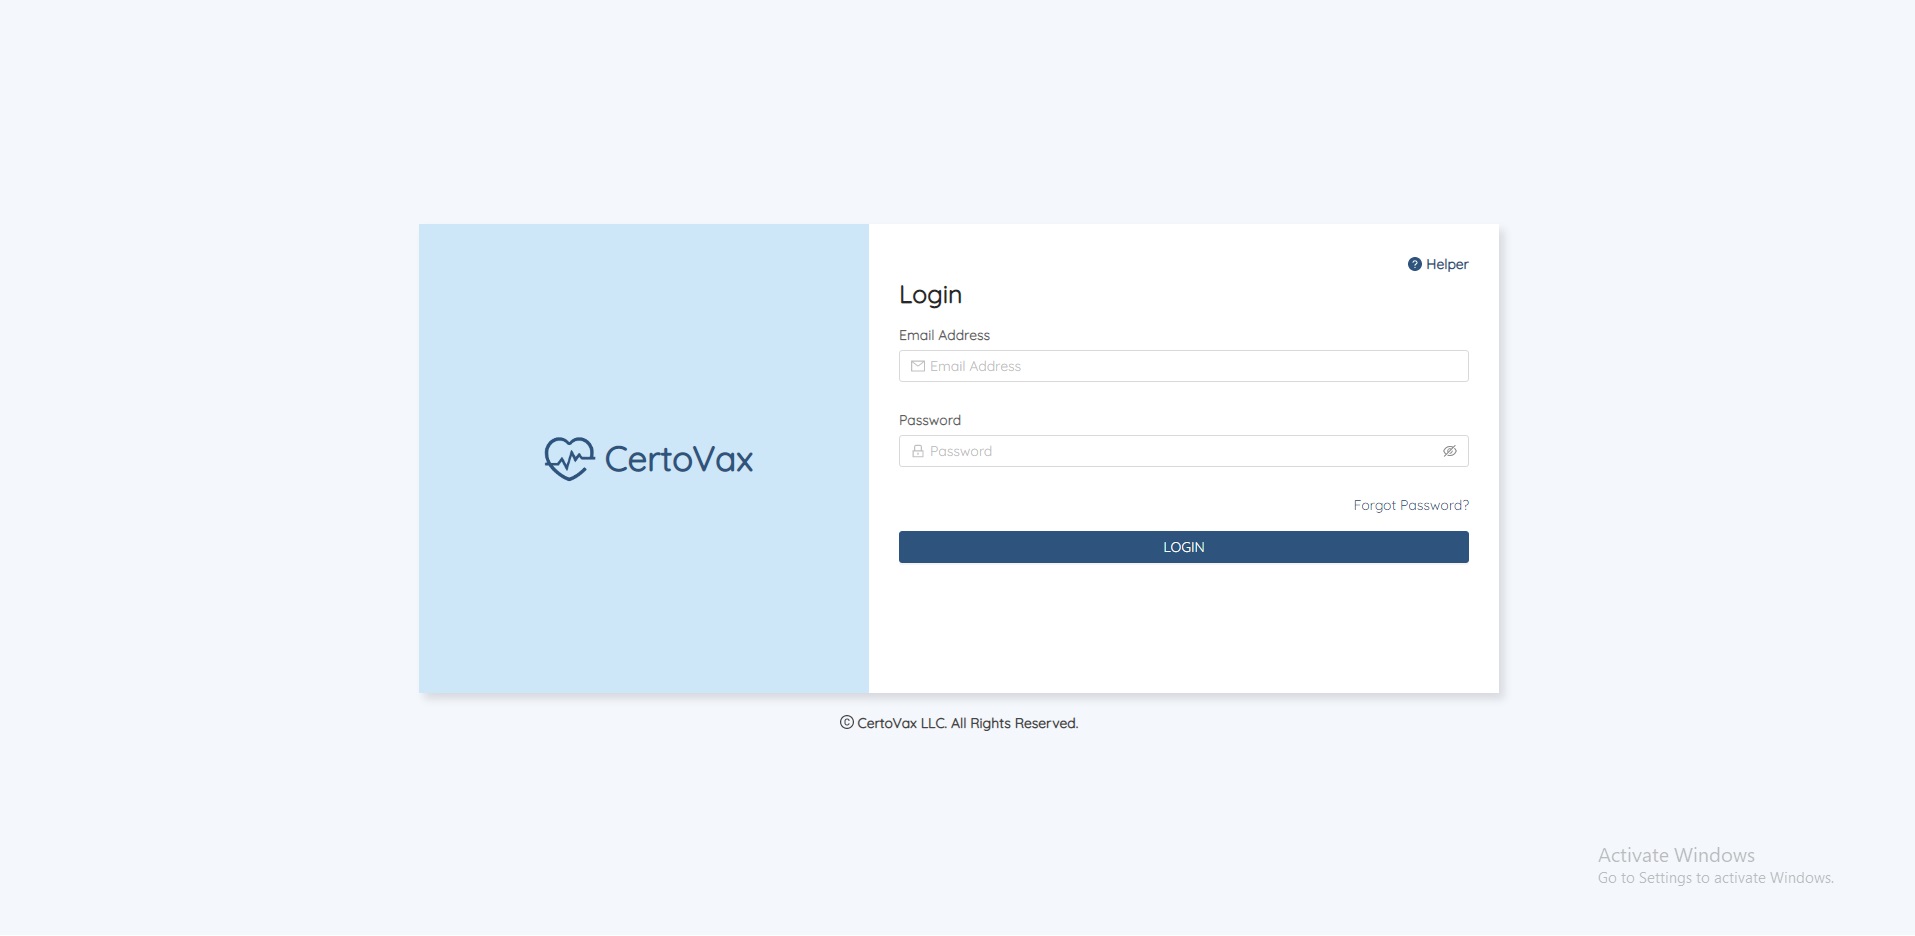 Helper
Login
Email Address
Email Address
Password
Password
Forgot Password?
LOGIN
CertoVax
© CertoVax LLC. All Rights Reserved.
Activate Windows
Go to Settings to activate Windows.